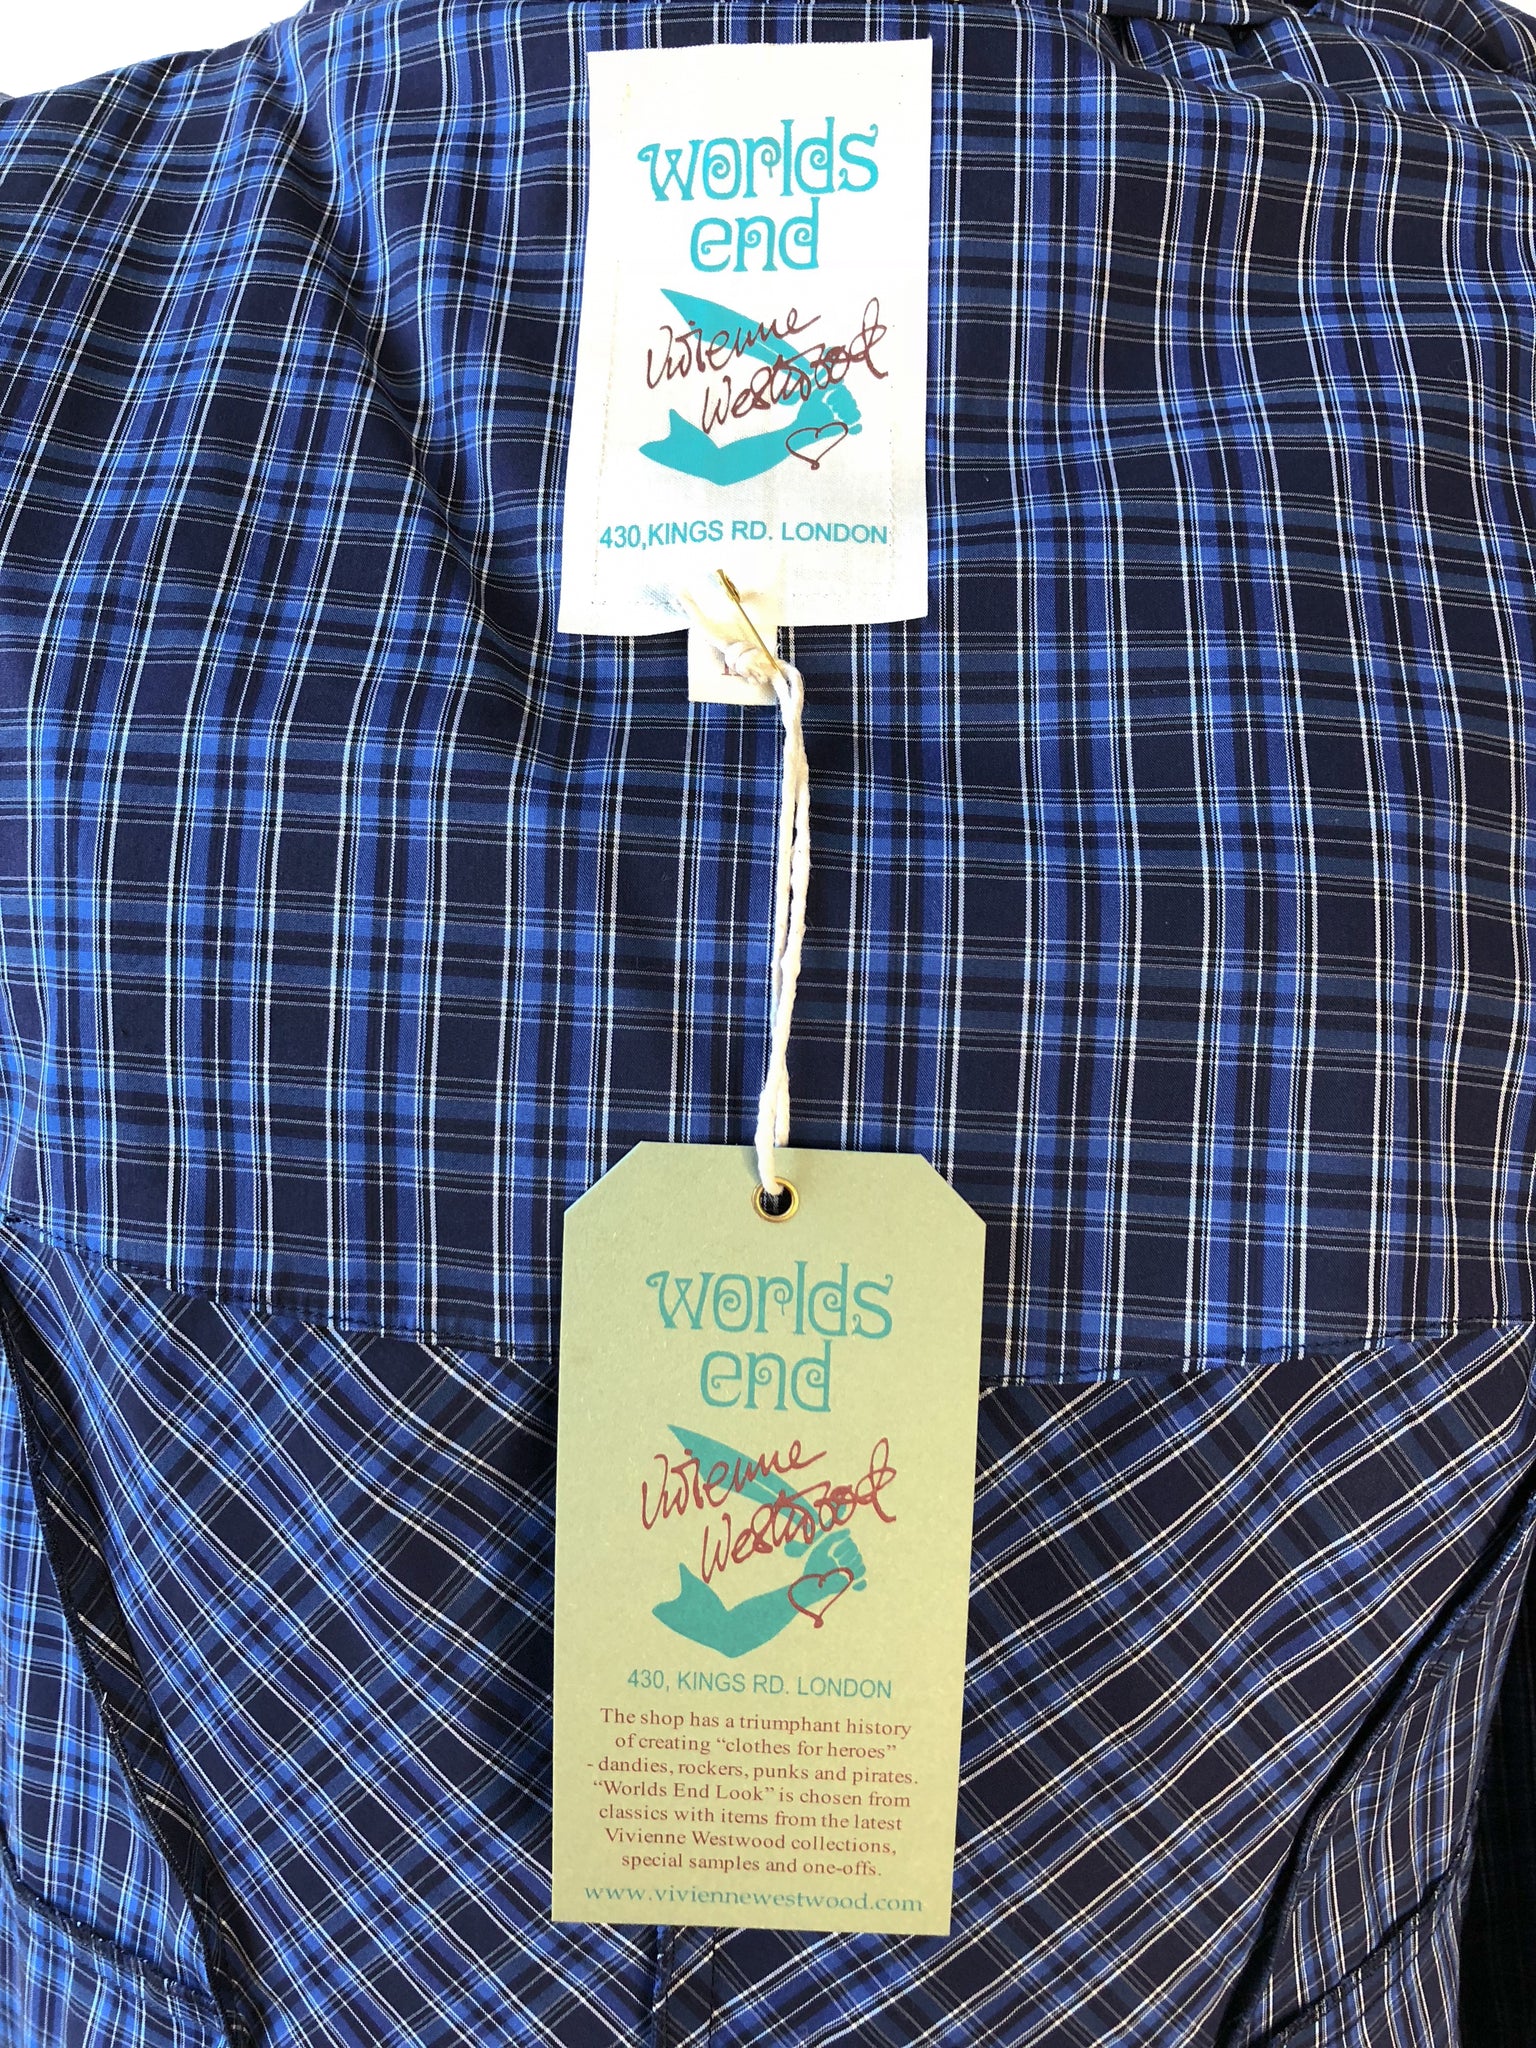 worlds
end
Vivienne
Westwood
430,KINGS RD. LONDON
worlds
end
Vivienne
Westwood
430, KINGS RD. LONDON
The shop has a triumphant history
of creating “clothes for heroes”
- dandies, rockers, punks and pirates.
“Worlds End Look” is chosen from
classics with items from the latest
Vivienne Westwood collections,
special samples and one-offs.
www.viviennewestwood.com